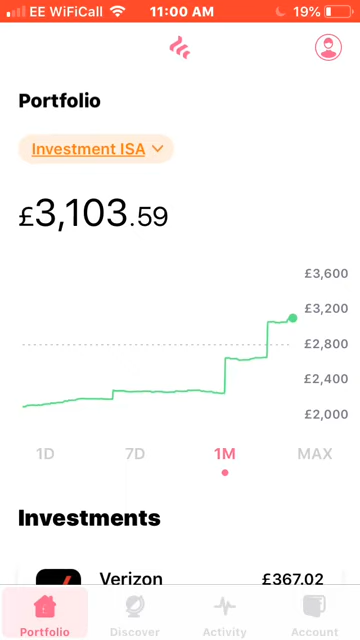 EE WiFiCall 11:00 AM 19%
Portfolio
Investment ISA
£3,103.59
£3,600
£3,200
£2,800
£2,400
£2,000
1D 7D 1M MAX
Investments
Verizon £367.02
Portfolio Discover Activity Account